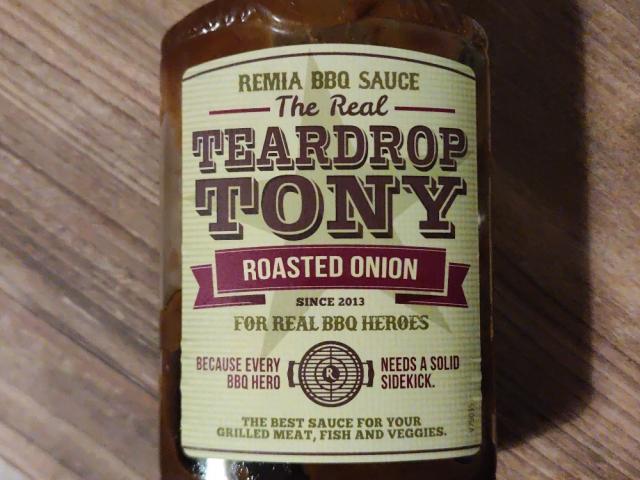 REMIA BBQ SAUCE
The Real
TEARDROP
TONY
ROASTED ONION
SINCE 2013
FOR REAL BBQ HEROES
BECAUSE EVERY
BBQ HERO
R
NEEDS A SOLID
SIDEKICK.
THE BEST SAUCE FOR YOUR
GRILLED MEAT, FISH AND VEGGIES.